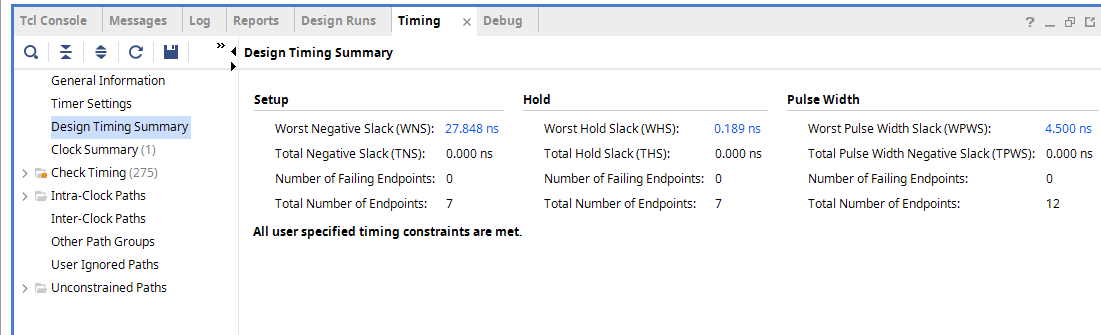 Tcl Console Messages Log Reports Design Runs Timing × Debug ? _
» Design Timing Summary
General Information
Timer Settings
Design Timing Summary
Clock Summary (1)
Check Timing (275)
Intra-Clock Paths
Inter-Clock Paths
Other Path Groups
User Ignored Paths
Unconstrained Paths
Setup Hold Pulse Width
Worst Negative Slack (WNS): 27.848 ns Worst Hold Slack (WHS): 0.189 ns Worst Pulse Width Slack (WPWS): 4.500 ns
Total Negative Slack (TNS): 0.000 ns Total Hold Slack (THS): 0.000 ns Total Pulse Width Negative Slack (TPWS): 0.000 ns
Number of Failing Endpoints: 0 Number of Failing Endpoints: 0 Number of Failing Endpoints: 0
Total Number of Endpoints: 7 Total Number of Endpoints: 7 Total Number of Endpoints: 12
All user specified timing constraints are met.